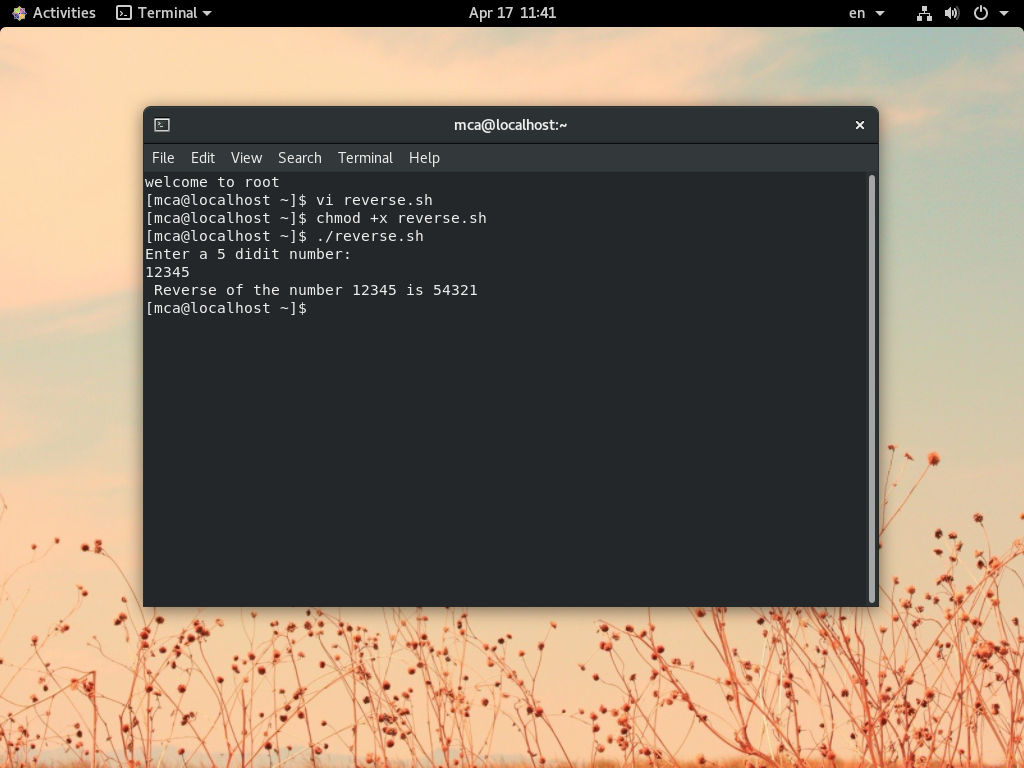 Activities Terminal Apr 17 11:41 en
mca@localhost:~
File Edit View Search Terminal Help
welcome to root
[mca@localhost ~]$ vi reverse.sh
[mca@localhost ~]$ chmod +x reverse.sh
[mca@localhost ~]$ ./reverse.sh
Enter a 5 didit number:
12345
 Reverse of the number 12345 is 54321
[mca@localhost ~]$